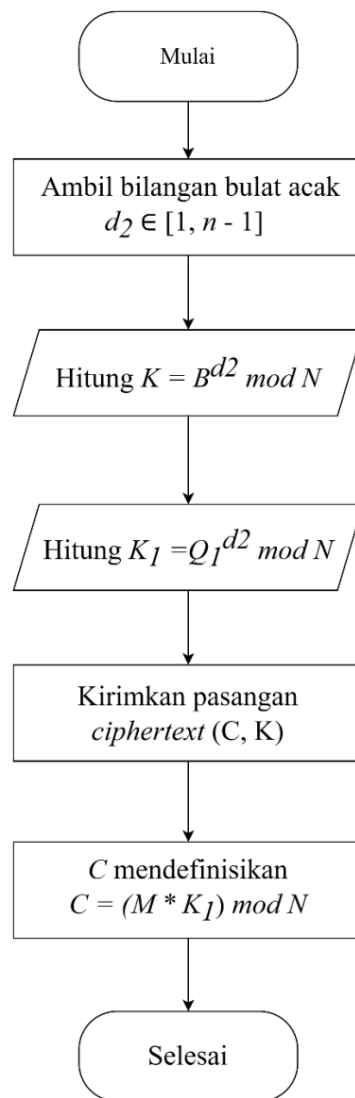 Mulai
Ambil bilangan bulat acak
d₂ ∈ [1, n - 1]
Hitung K = B^d2 mod N
Hitung K₁ =Q₁^d2 mod N
Kirimkan pasangan
ciphertext (C, K)
C mendefinisikan
C = (M * K₁) mod N
Selesai